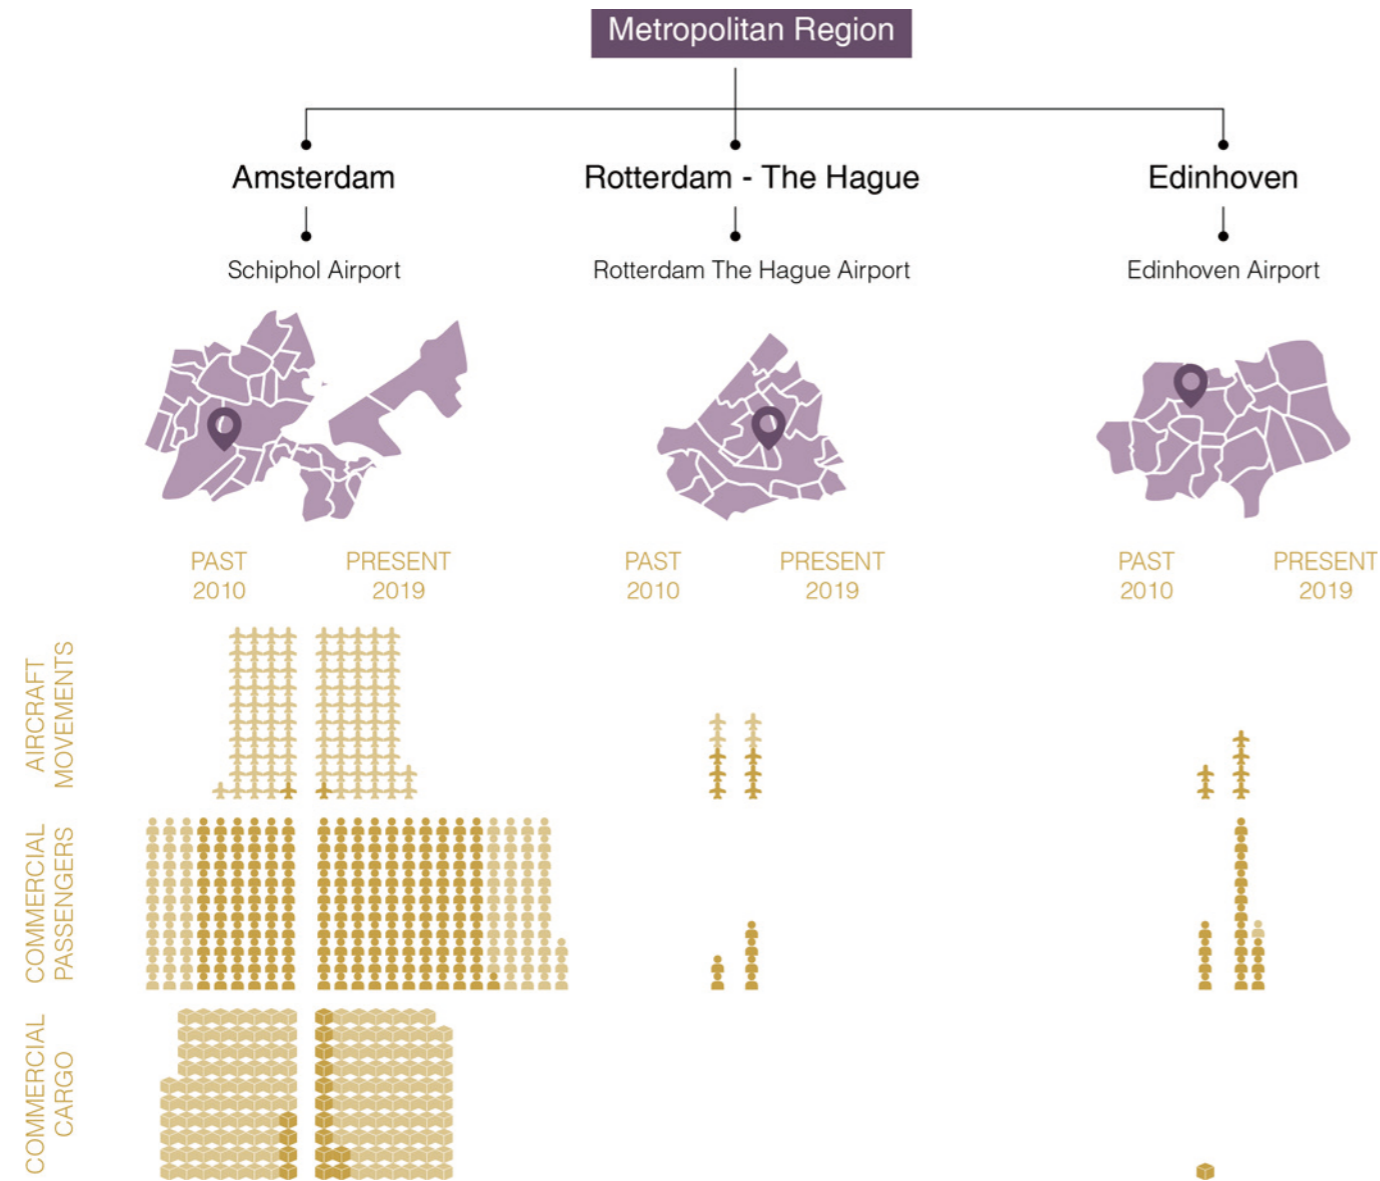 Metropolitan Region
Amsterdam
Rotterdam - The Hague
Edinhoven
Schiphol Airport
Rotterdam The Hague Airport
Edinhoven Airport
PAST
2010
PRESENT
2019
PAST
2010
PRESENT
2019
PAST
2010
PRESENT
2019
AIRCRAFT
MOVEMENTS
COMMERCIAL
PASSENGERS
COMMERCIAL
CARGO